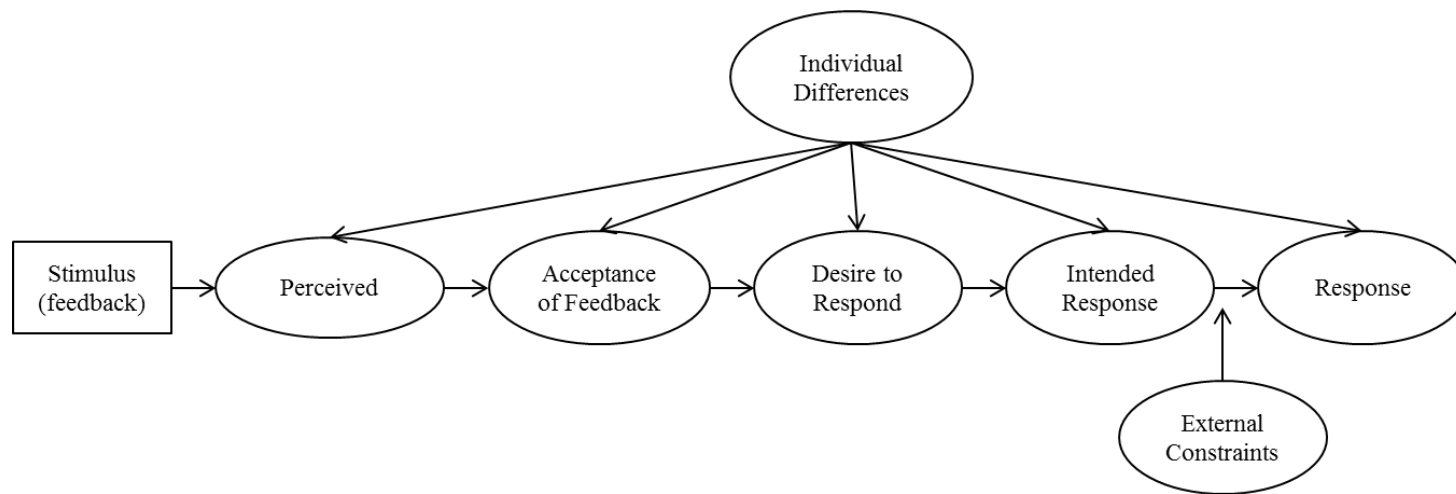 Individual
Differences
Stimulus
(feedback)
Perceived
Acceptance
of Feedback
Desire to
Respond
Intended
Response
Response
External
Constraints